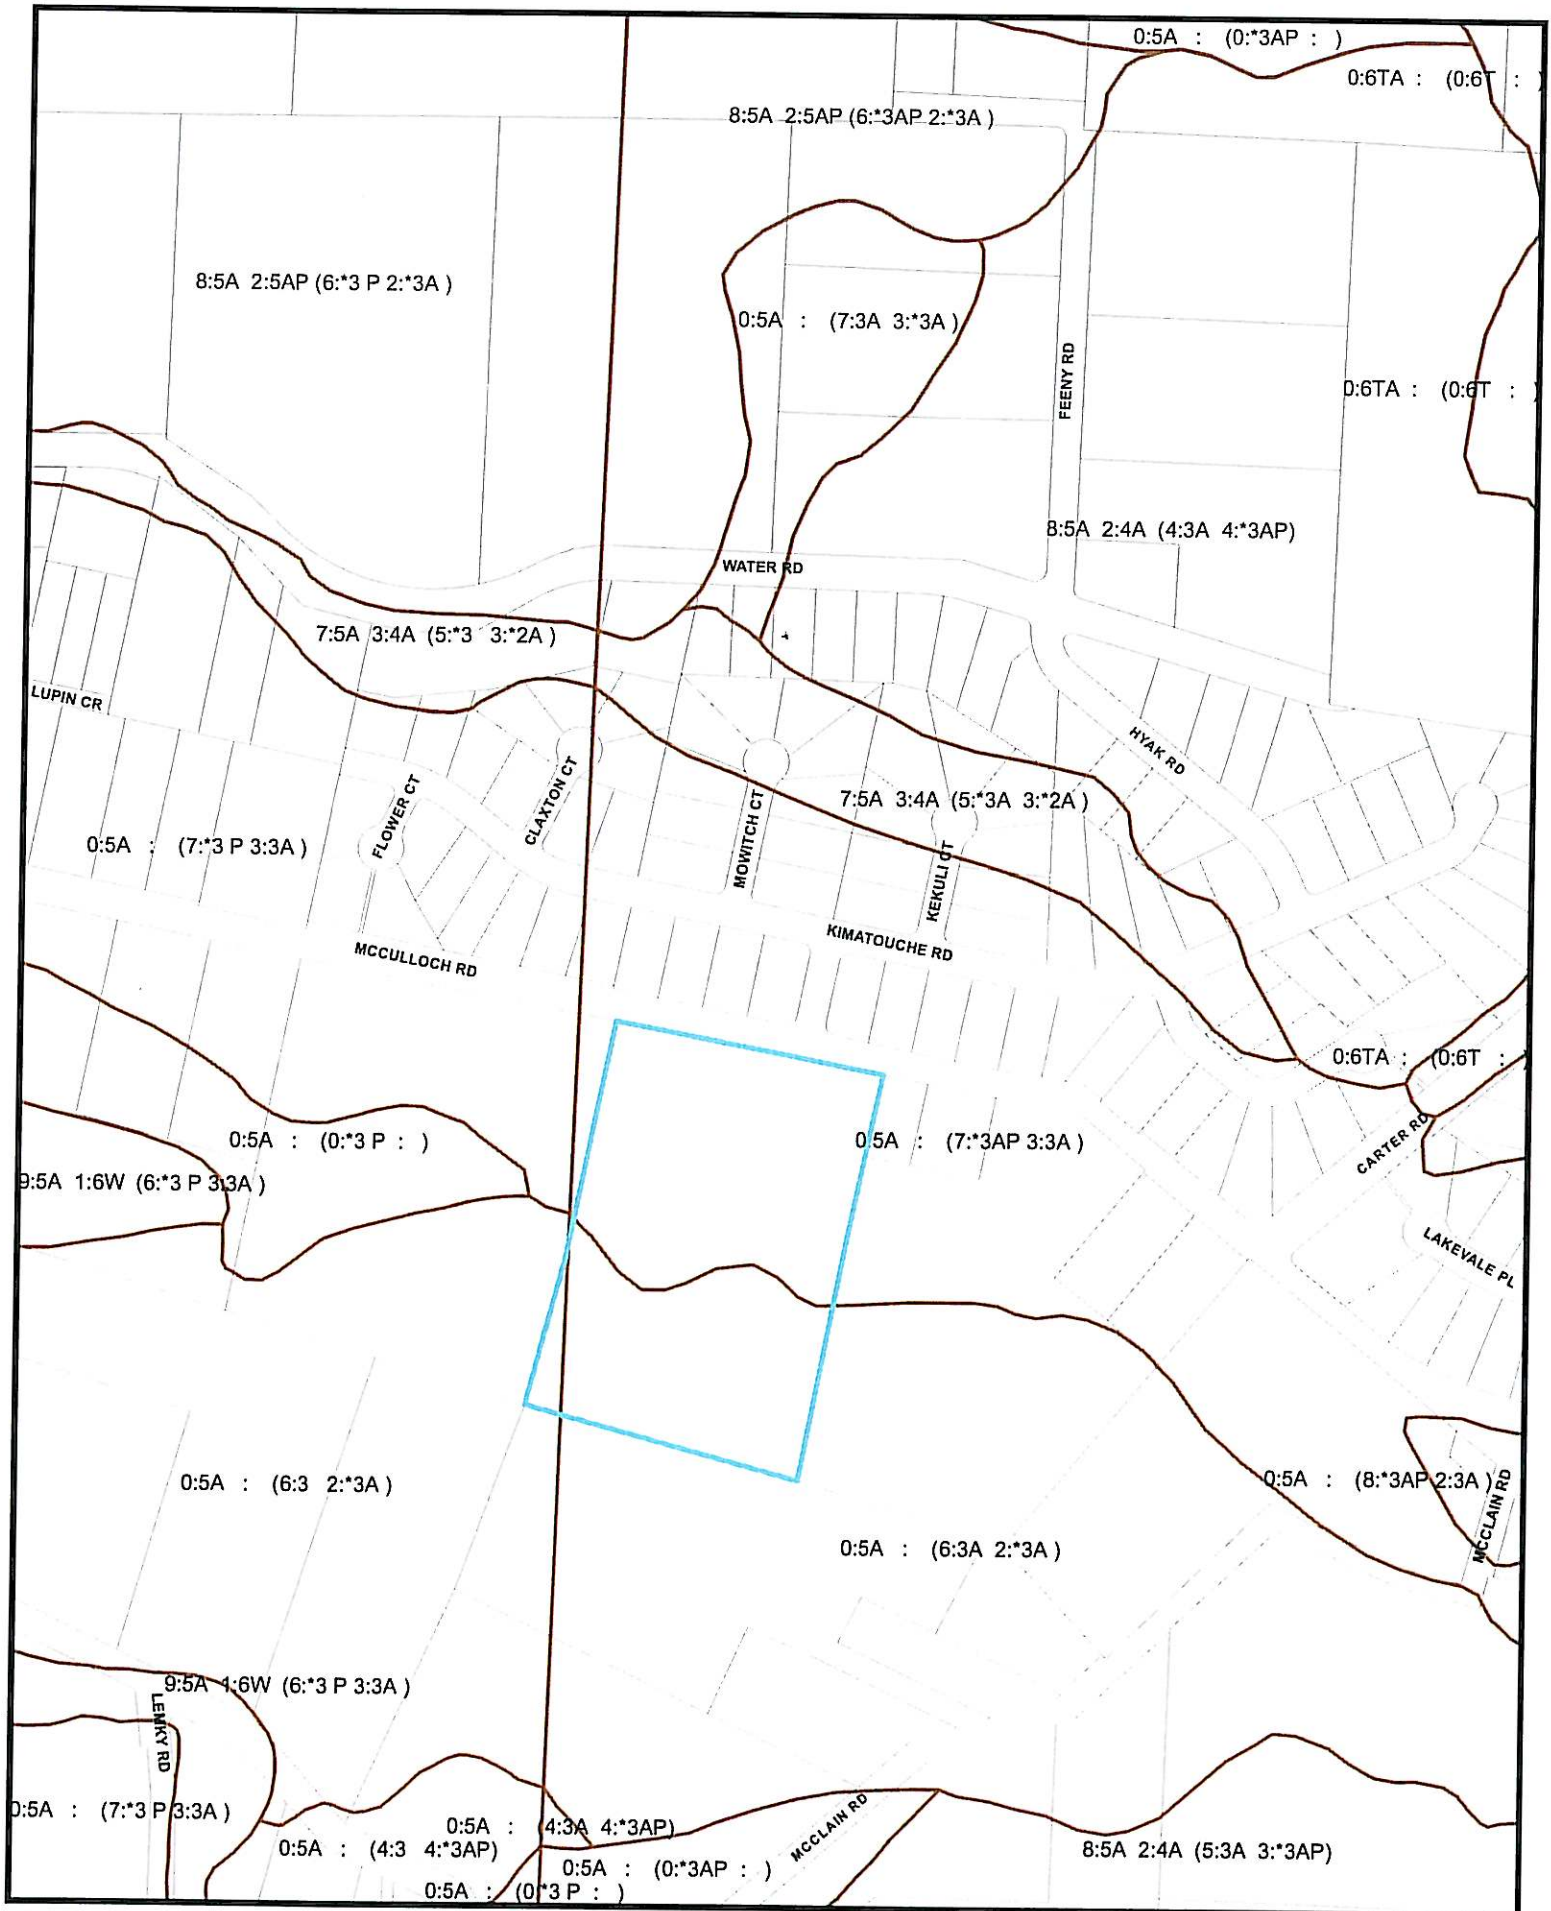 0:5A : (0:*3AP : )
0:6TA : (0:6T : )
8:5A 2:5AP (6:*3AP 2:*3A )
8:5A 2:5AP (6:*3 P 2:*3A )
0:5A : (7:3A 3:*3A )
FEENY RD
0:6TA : (0:6T : )
8:5A 2:4A (4:3A 4:*3AP)
WATER RD
7:5A 3:4A (5:*3 3:*2A )
LUPIN CR
HYAK RD
FLOWER CT
CLAXTON CT
MOWITCH CT
7:5A 3:4A (5:*3A 3:*2A )
KEKULI CT
0:5A : (7:*3 P 3:3A )
KIMATOUCHE RD
MCCULLOCH RD
0:6TA : (0:6T : )
0:5A : (0:*3 P : )
0:5A : (7:*3AP 3:3A )
CARTER RD
9:5A 1:6W (6:*3 P 3:3A )
LAKEVALE PL
0:5A : (6:3 2:*3A )
0:5A : (8:*3AP 2:3A )
MCCLAIN RD
0:5A : (6:3A 2:*3A )
9:5A 1:6W (6:*3 P 3:3A )
LEMKY RD
0:5A : (7:*3 P 3:3A )
0:5A : (4:3A 4:*3AP)
MCCLAIN RD
0:5A : (4:3 4:*3AP)
8:5A 2:4A (5:3A 3:*3AP)
0:5A : (0:*3AP : )
0:5A : (0:*3 P : )